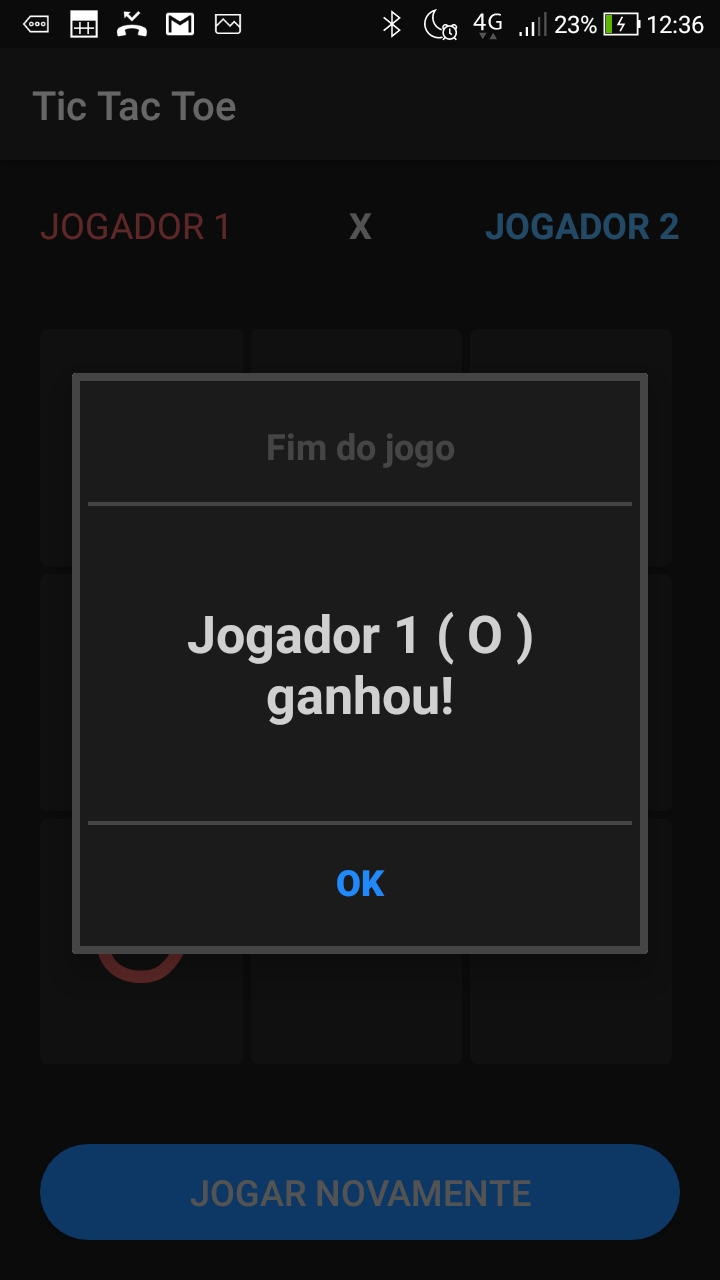 4G 23% 12:36
Tic Tac Toe
JOGADOR 1 X JOGADOR 2
Fim do jogo
Jogador 1 ( O )
ganhou!
OK
JOGAR NOVAMENTE